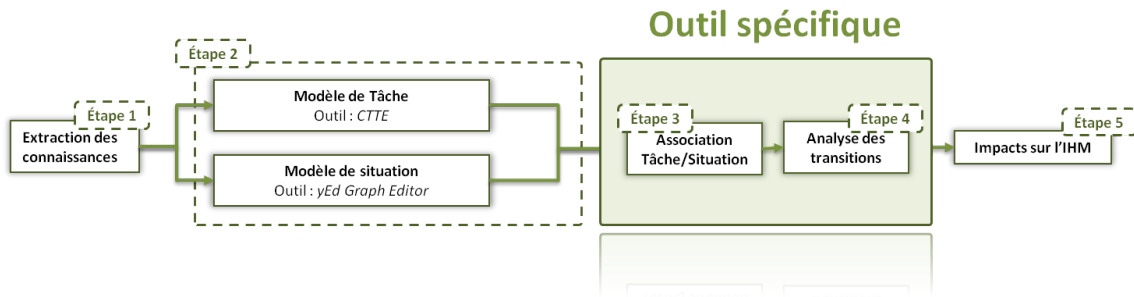 Outil spécifique
Étape 1
Extraction des
connaissances
Étape 2
Modèle de Tâche
Outil : CTTE
Modèle de situation
Outil : yEd Graph Editor
Étape 3
Association
Tâche/Situation
Étape 4
Analyse des
transitions
Étape 5
Impacts sur l'IHM